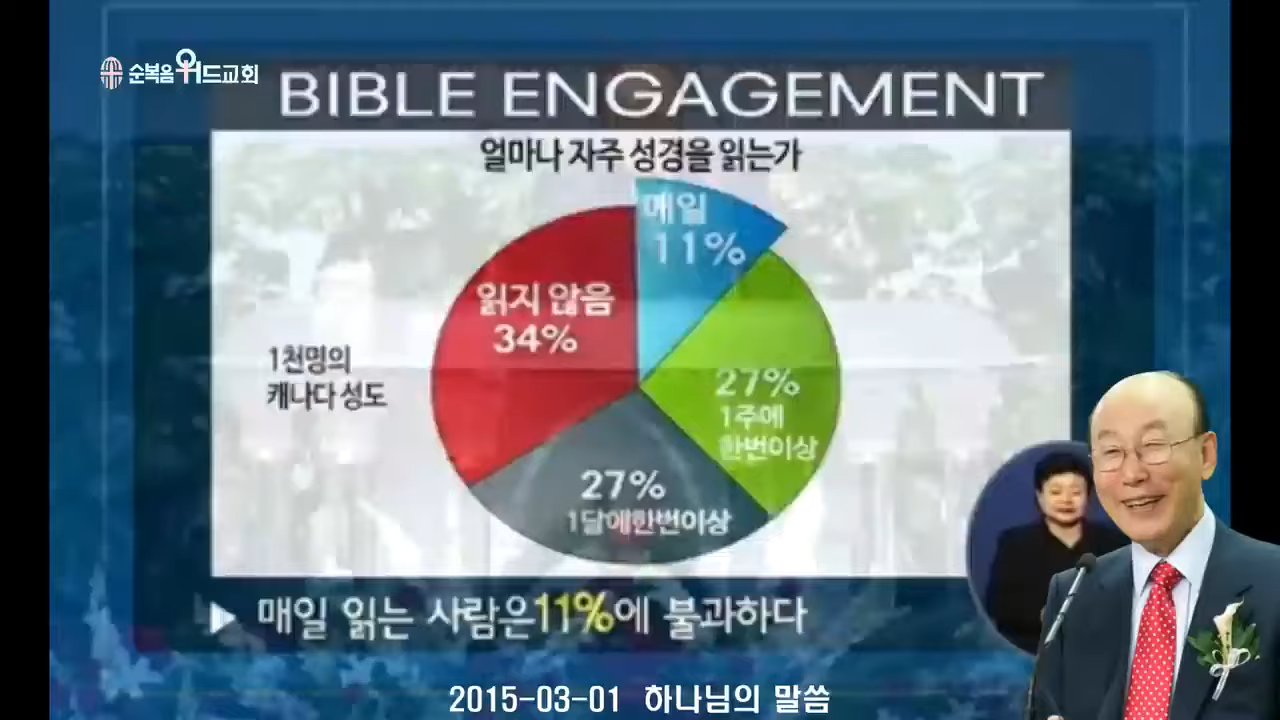 순복음워드교회
BIBLE ENGAGEMENT
얼마나 자주 성경을 읽는가
매일
11%
읽지 않음
34%
1천명의
캐나다 성도
27%
1주에
한번이상
27%
1달에한번이상
▶ 매일 읽는 사람은11%에 불과하다
2015-03-01 하나님의 말씀